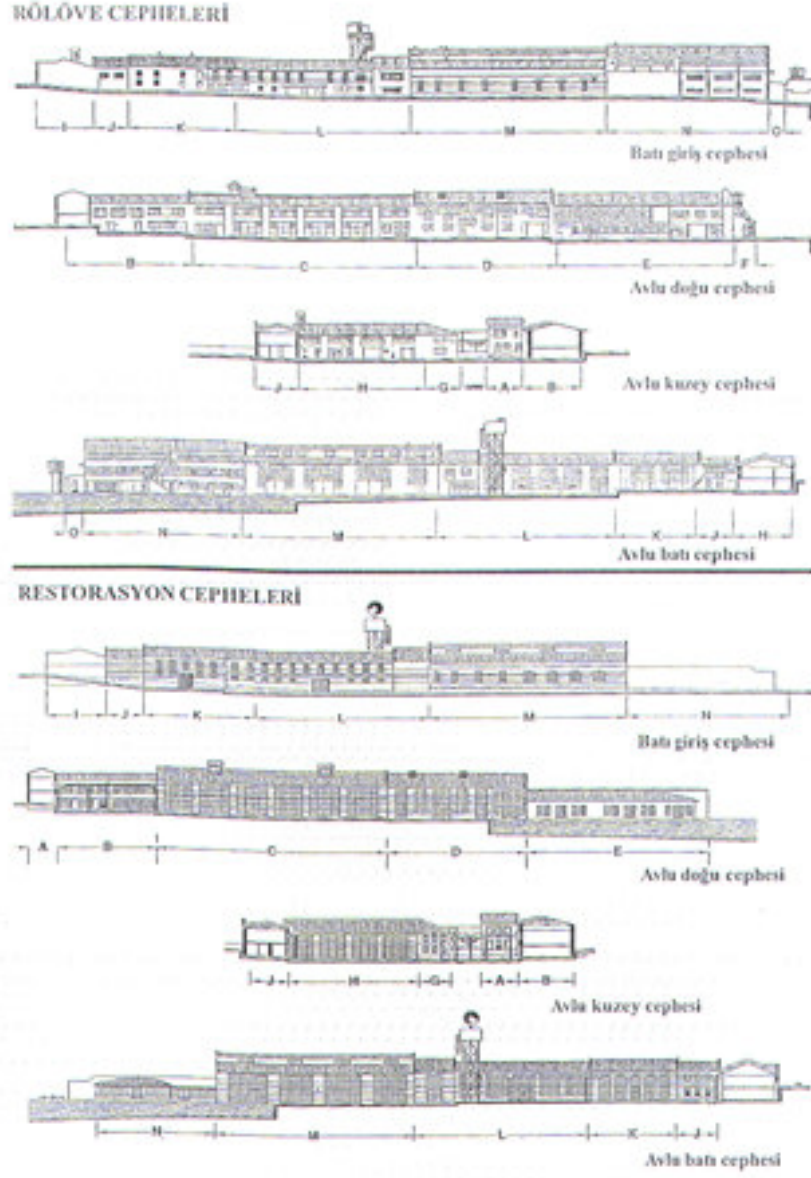 RÖLÖVE CEPHELERİ
I J K L M N O
Batı giriş cephesi
B C D E F
Avlu doğu cephesi
J H G A B
Avlu kuzey cephesi
O N M L K J H
Avlu batı cephesi
RESTORASYON CEPHELERİ
I J K L M N
Batı giriş cephesi
A B C D E
Avlu doğu cephesi
J H G A B
Avlu kuzey cephesi
N M L K J
Avlu batı cephesi